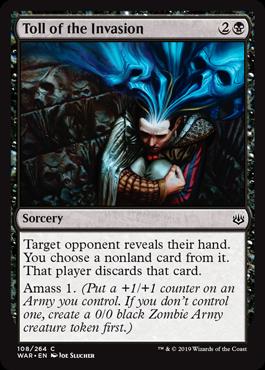 Toll of the Invasion 2
Sorcery
Target opponent reveals their hand.
You choose a nonland card from it.
That player discards that card.
Amass 1. (Put a +1/+1 counter on an
Army you control. If you don't control
one, create a 0/0 black Zombie Army
creature token first.)
108/264 C
WAR • EN Joe Slucher ™ & © 2019 Wizards of the Coast